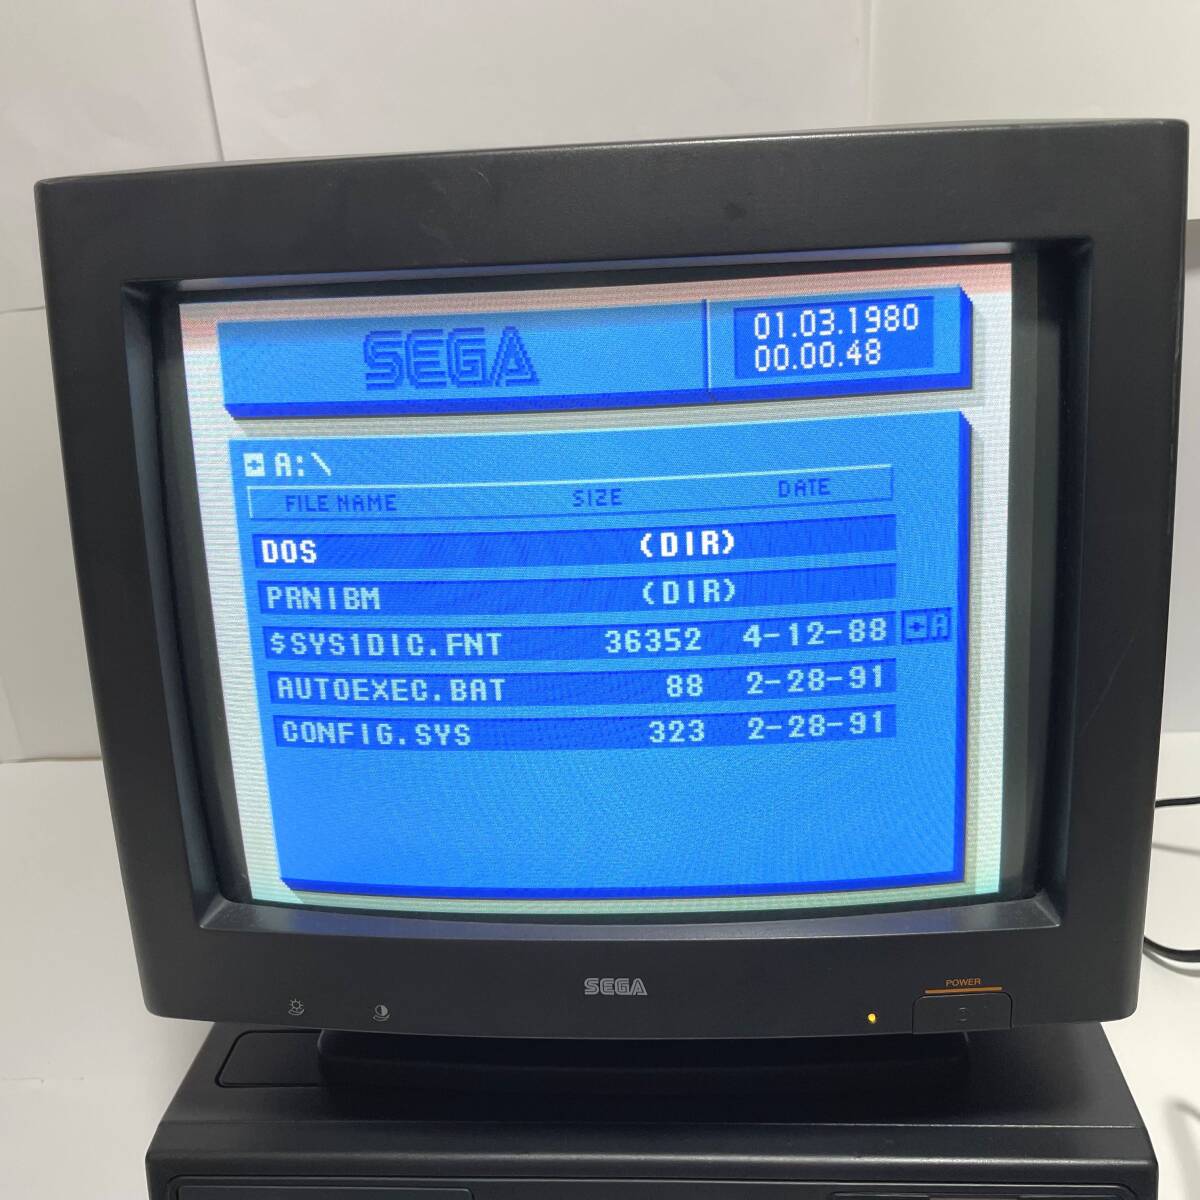 SEGA
01.03.1980
00.00.48
A:\
FILE NAME SIZE DATE
DOS (DIR)
PRNIBM (DIR)
$SYS1DIC.FNT 36352 4-12-88
A
AUTOEXEC.BAT 88 2-28-91
CONFIG.SYS 323 2-28-91
SEGA
POWER